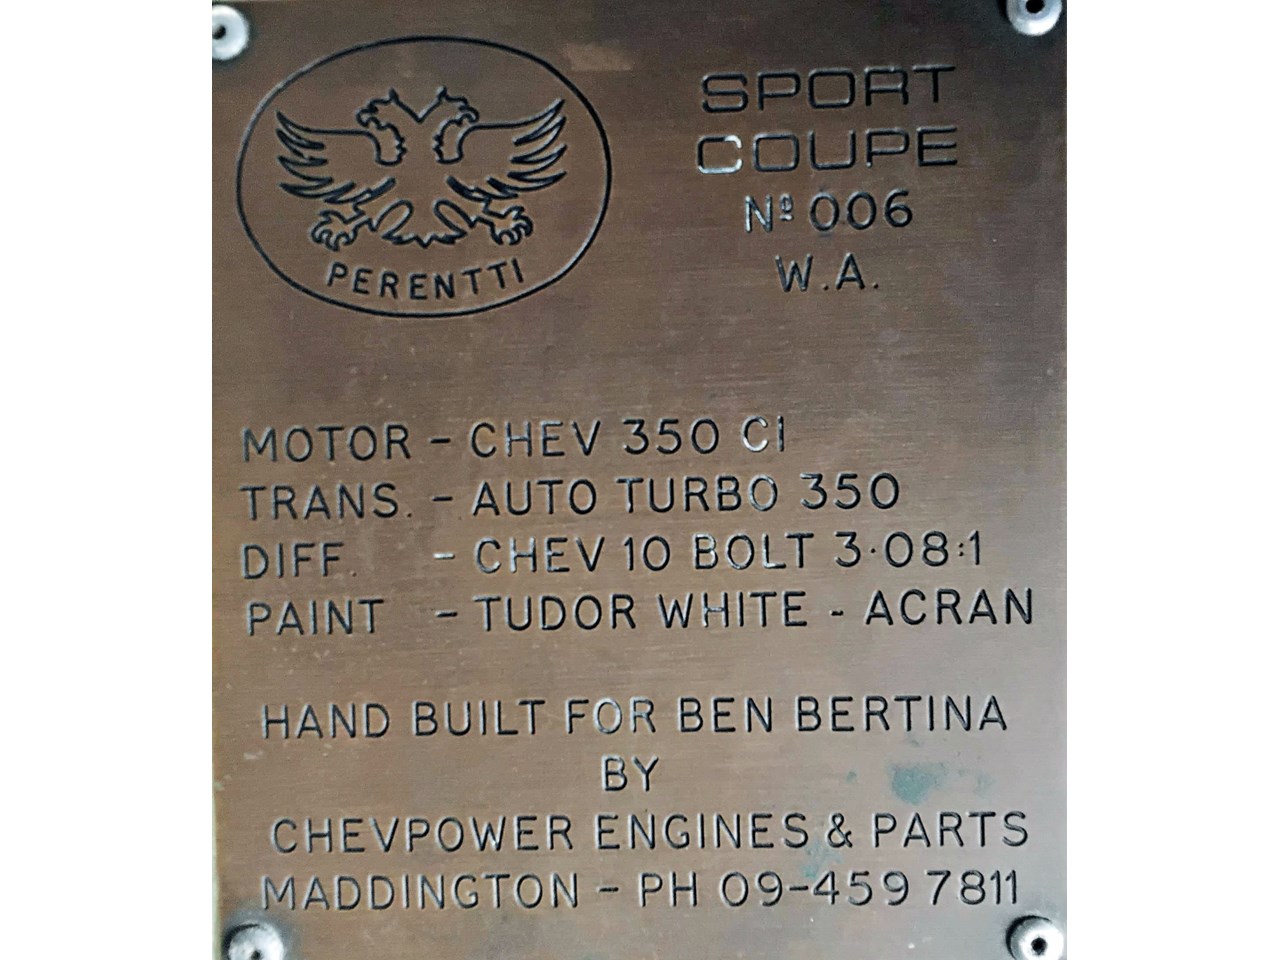 PERENTTI
SPORT
COUPE
Nº 006
W.A.
MOTOR - CHEV 350 CI
TRANS. - AUTO TURBO 350
DIFF. - CHEV 10 BOLT 3·08:1
PAINT - TUDOR WHITE - ACRAN
HAND BUILT FOR BEN BERTINA
BY
CHEVPOWER ENGINES & PARTS
MADDINGTON - PH 09-459 7811